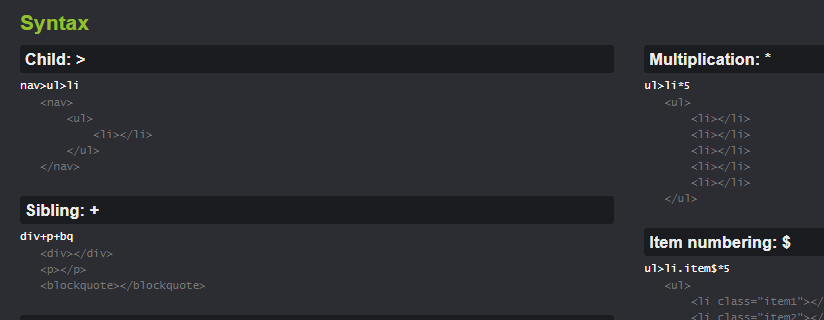 Syntax
Child: >
nav>ul>li
<nav>
<ul>
<li></li>
</ul>
</nav>
Sibling: +
div+p+bq
<div></div>
<p></p>
<blockquote></blockquote>
Multiplication: *
ul>li*5
<ul>
<li></li>
<li></li>
<li></li>
<li></li>
<li></li>
</ul>
Item numbering: $
ul>li.item$*5
<ul>
<li class="item1"></
<li class="item2"></